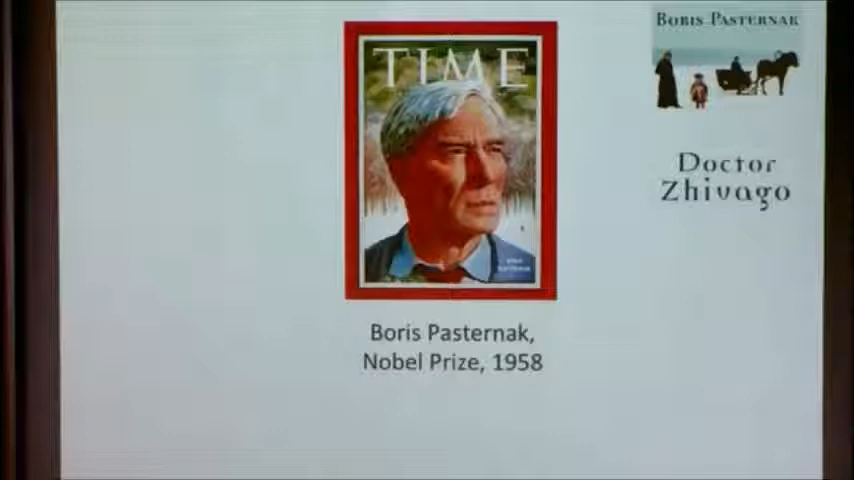 TIME
Boris Pasternak,
Nobel Prize, 1958
BORIS PASTERNAK
Doctor
Zhivago